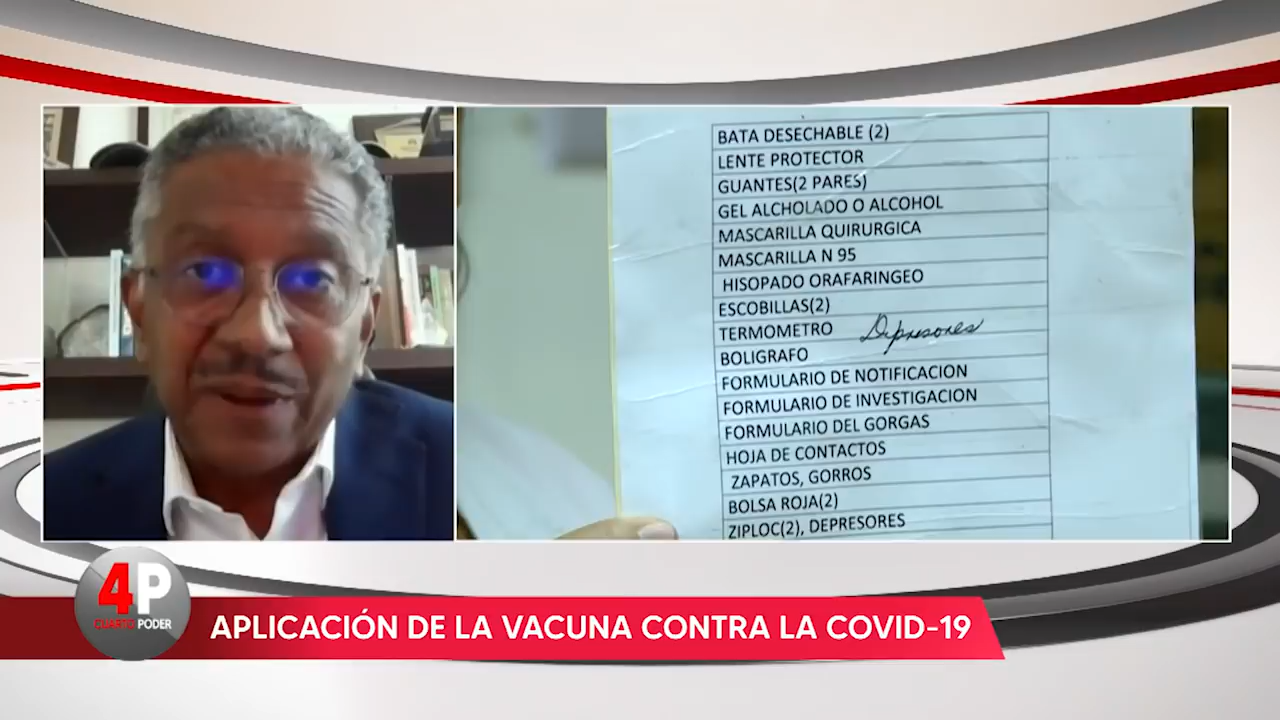 BATA DESECHABLE (2)
LENTE PROTECTOR
GUANTES(2 PARES)
GEL ALCHOLADO O ALCOHOL
MASCARILLA QUIRURGICA
MASCARILLA N 95
HISOPADO ORAFARINGEO
ESCOBILLAS(2)
TERMOMETRO Depresores
BOLIGRAFO
FORMULARIO DE NOTIFICACION
FORMULARIO DE INVESTIGACION
FORMULARIO DEL GORGAS
HOJA DE CONTACTOS
ZAPATOS, GORROS
BOLSA ROJA(2)
ZIPLOC(2), DEPRESORES
4P
CUARTO PODER
APLICACIÓN DE LA VACUNA CONTRA LA COVID-19